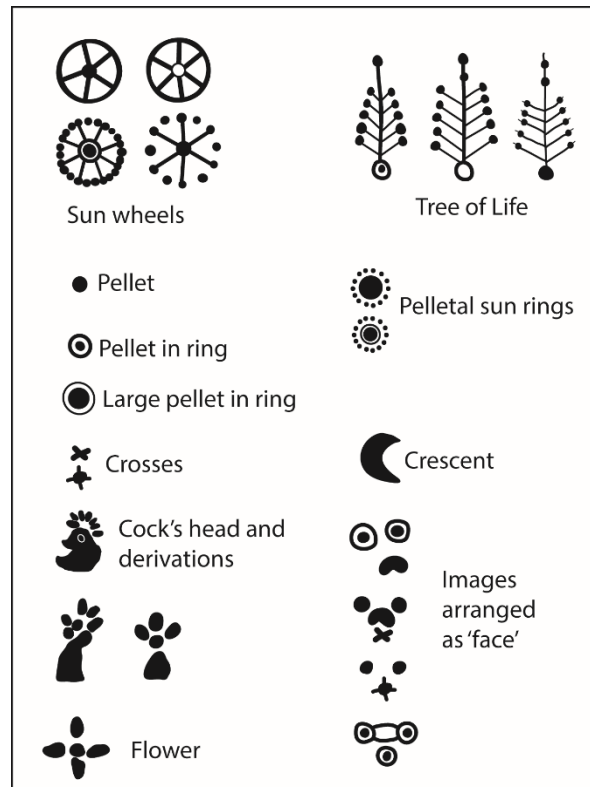 Sun wheels
Tree of Life
Pellet
Pelletal sun rings
Pellet in ring
Large pellet in ring
Crosses
Crescent
Cock's head and
derivations
Images
arranged
as 'face'
Flower